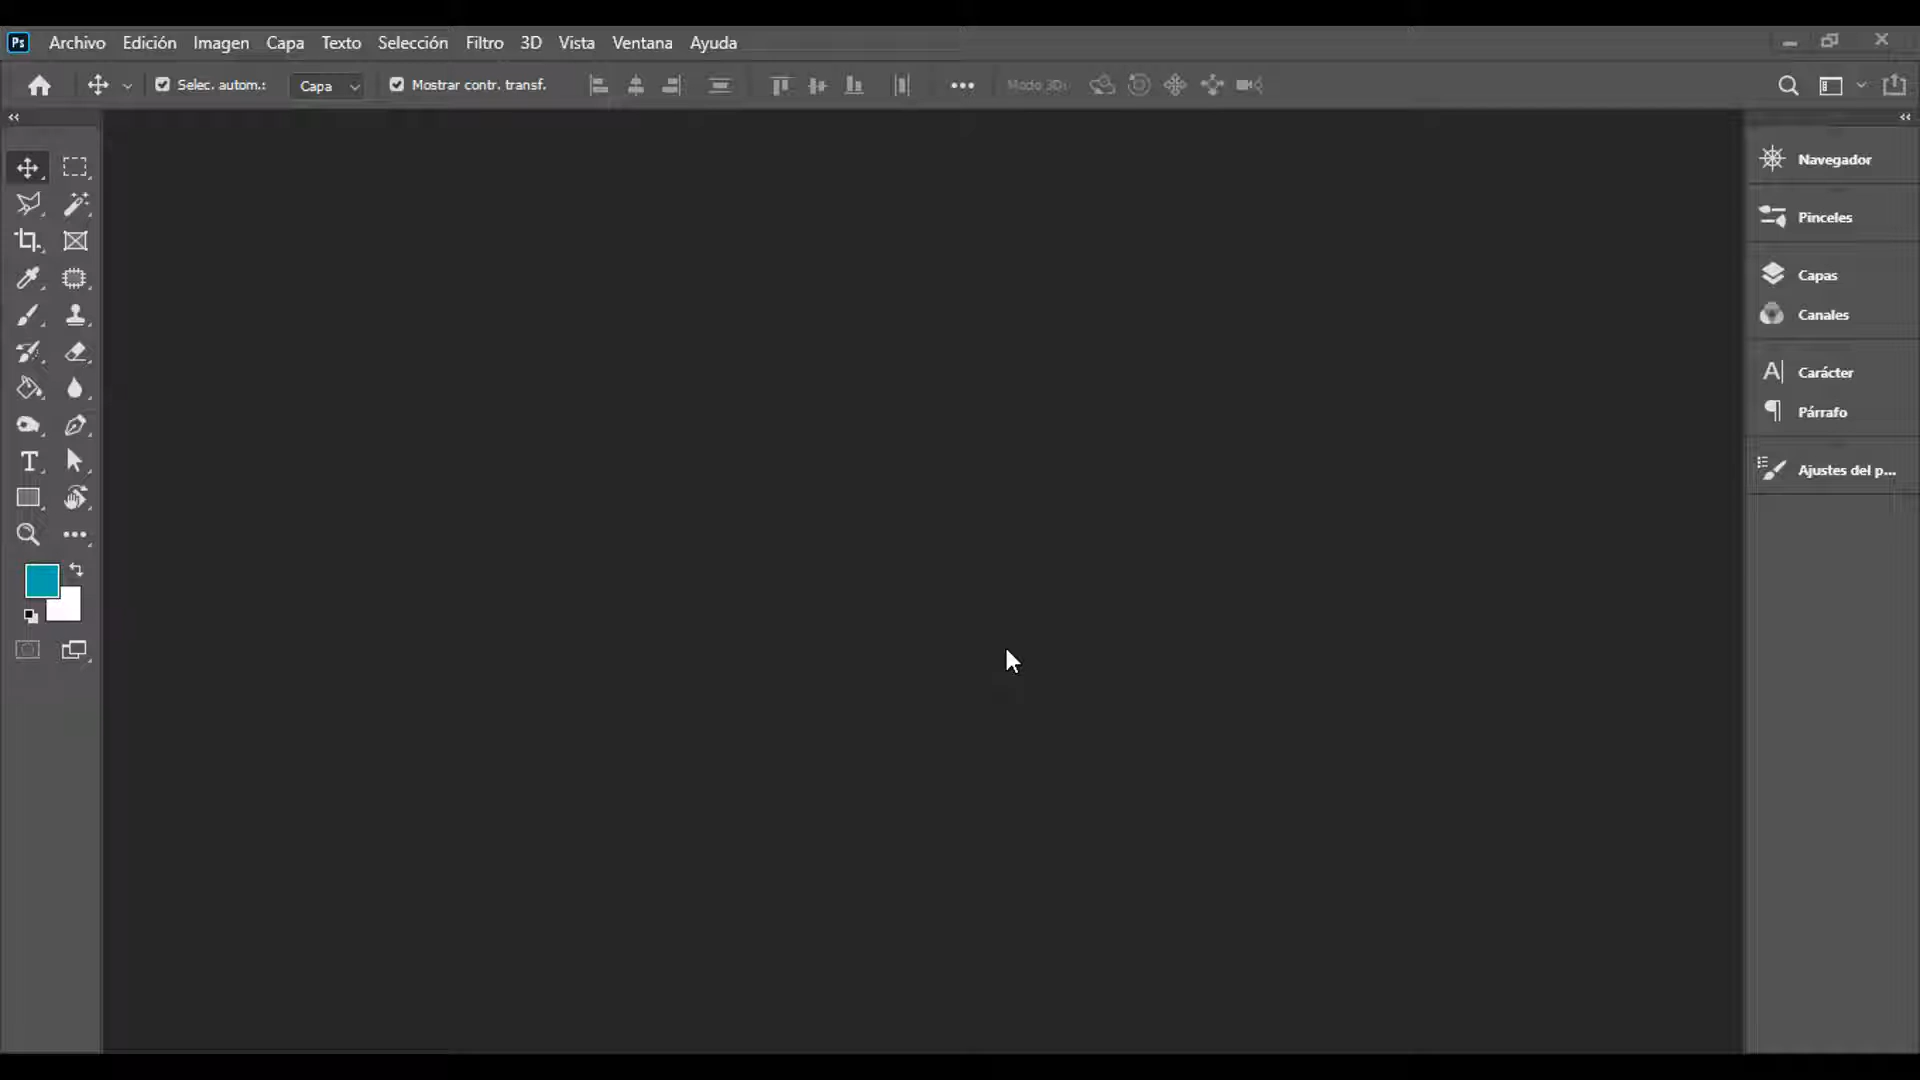 Ps Archivo Edición Imagen Capa Texto Selección Filtro 3D Vista Ventana Ayuda
Selec. autom.: Capa Mostrar contr. transf. Modo 3D:
Navegador
Pinceles
Capas
Canales
Carácter
Párrafo
Ajustes del p...